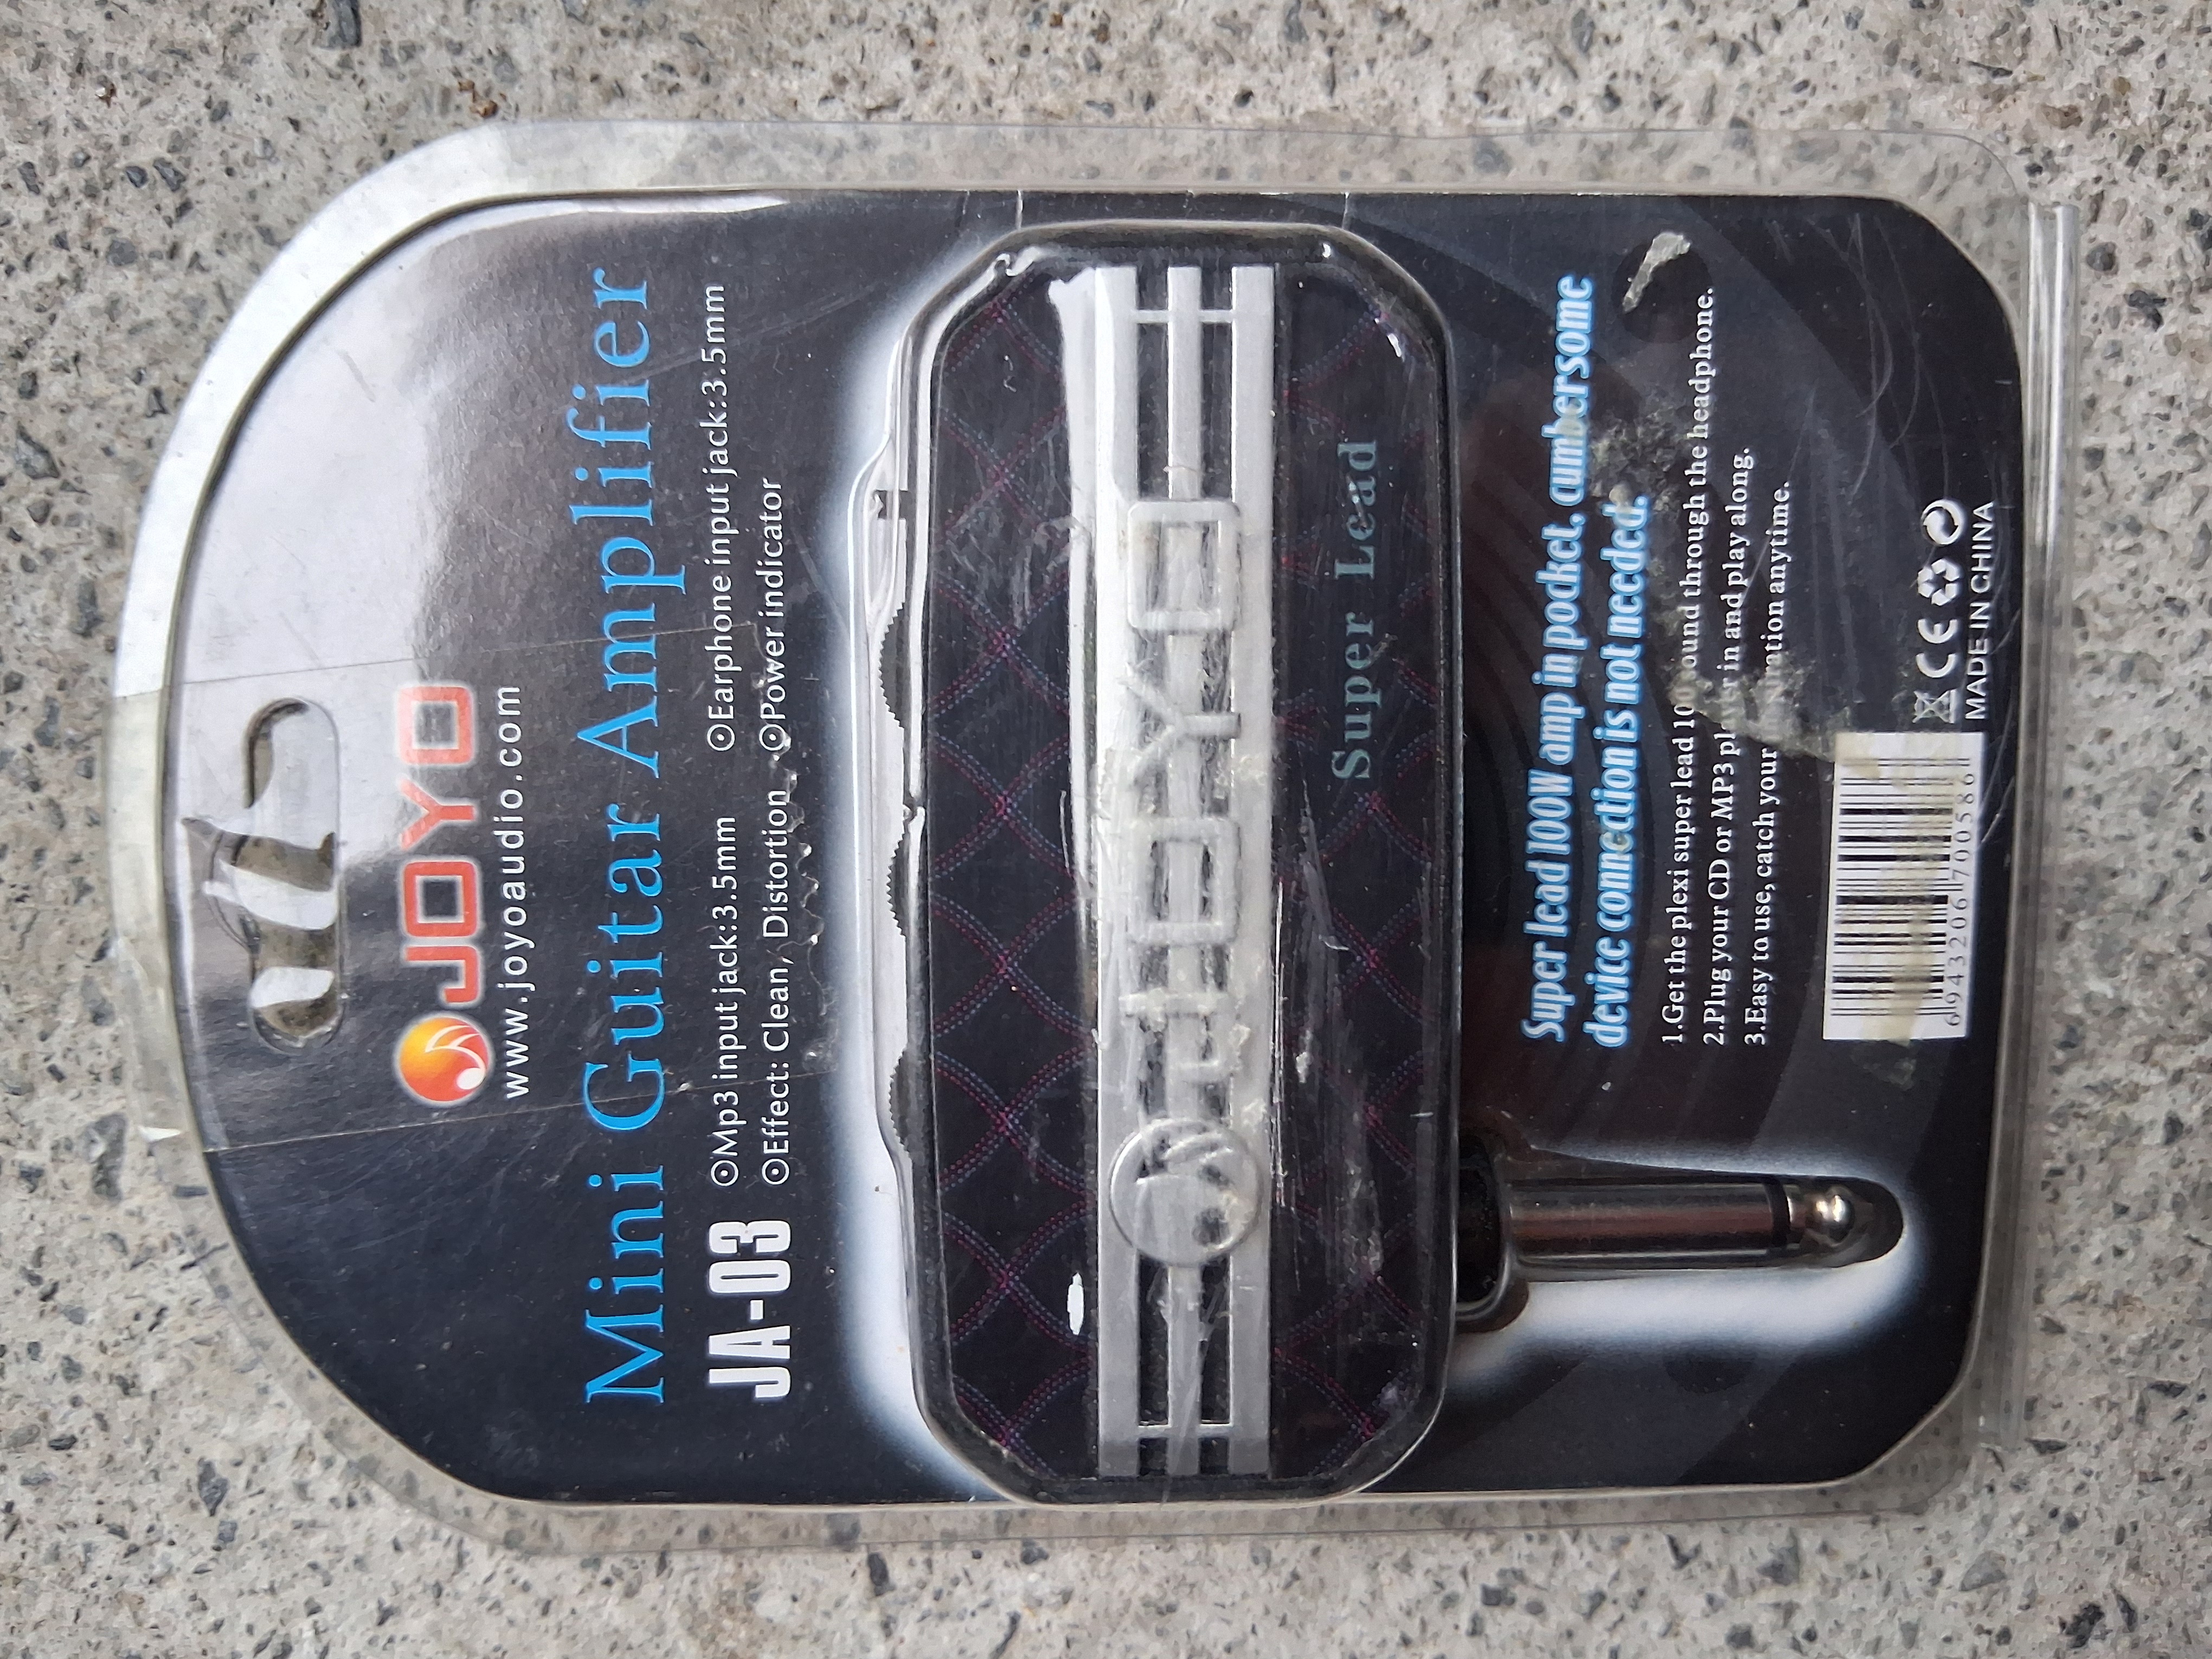 JOYO
www.joyoaudio.com
Mini Guitar Amplifier
JA-03
⊙Mp3 input jack:3.5mm ⊙Earphone input jack:3.5mm
⊙Effect: Clean, Distortion ⊙Power indicator
JOYO
Super Lead
Super lead 100W amp in pocket, cumbersome
device connection is not needed.
1.Get the plexi super lead ound through the headphone.
2.Plug your CD or MP3 in and play along.
3.Easy to use, catch your anytime.
6943206700586
CE
MADE IN CHINA